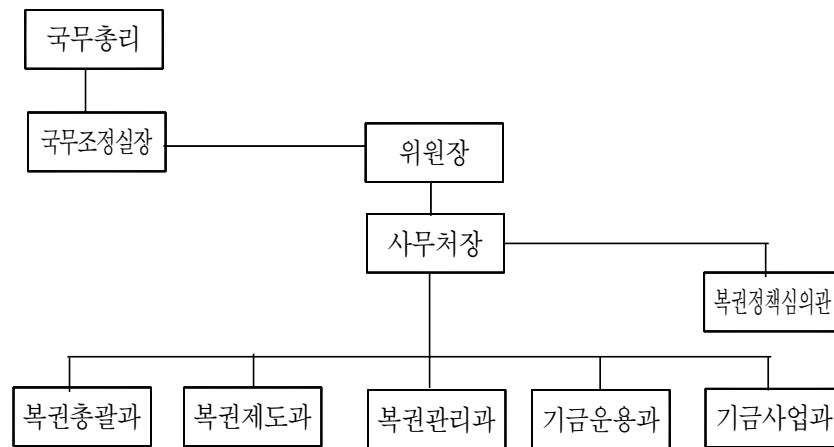 국무총리
국무조정실장
위원장
사무처장
복권정책심의관
복권총괄과
복권제도과
복권관리과
기금운용과
기금사업과